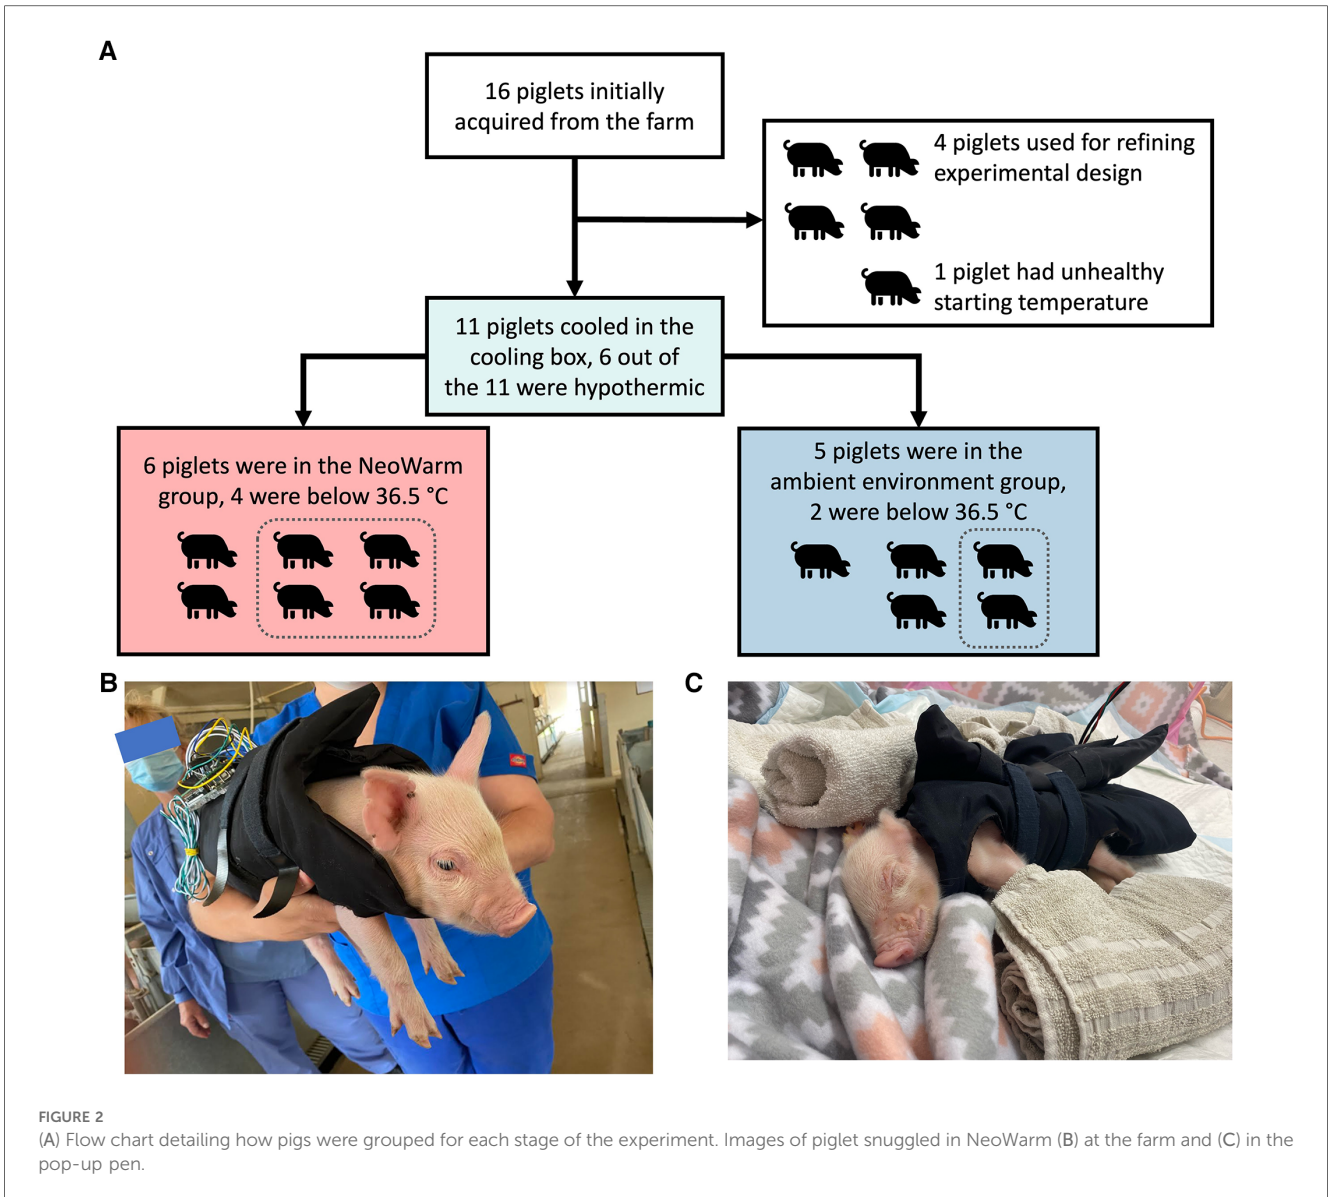 A
16 piglets initially
acquired from the farm
4 piglets used for refining
experimental design
1 piglet had unhealthy
starting temperature
11 piglets cooled in the
cooling box, 6 out of
the 11 were hypothermic
6 piglets were in the NeoWarm
group, 4 were below 36.5 °C
5 piglets were in the
ambient environment group,
2 were below 36.5 °C
B
C
FIGURE 2
(A) Flow chart detailing how pigs were grouped for each stage of the experiment. Images of piglet snuggled in NeoWarm (B) at the farm and (C) in the
pop-up pen.